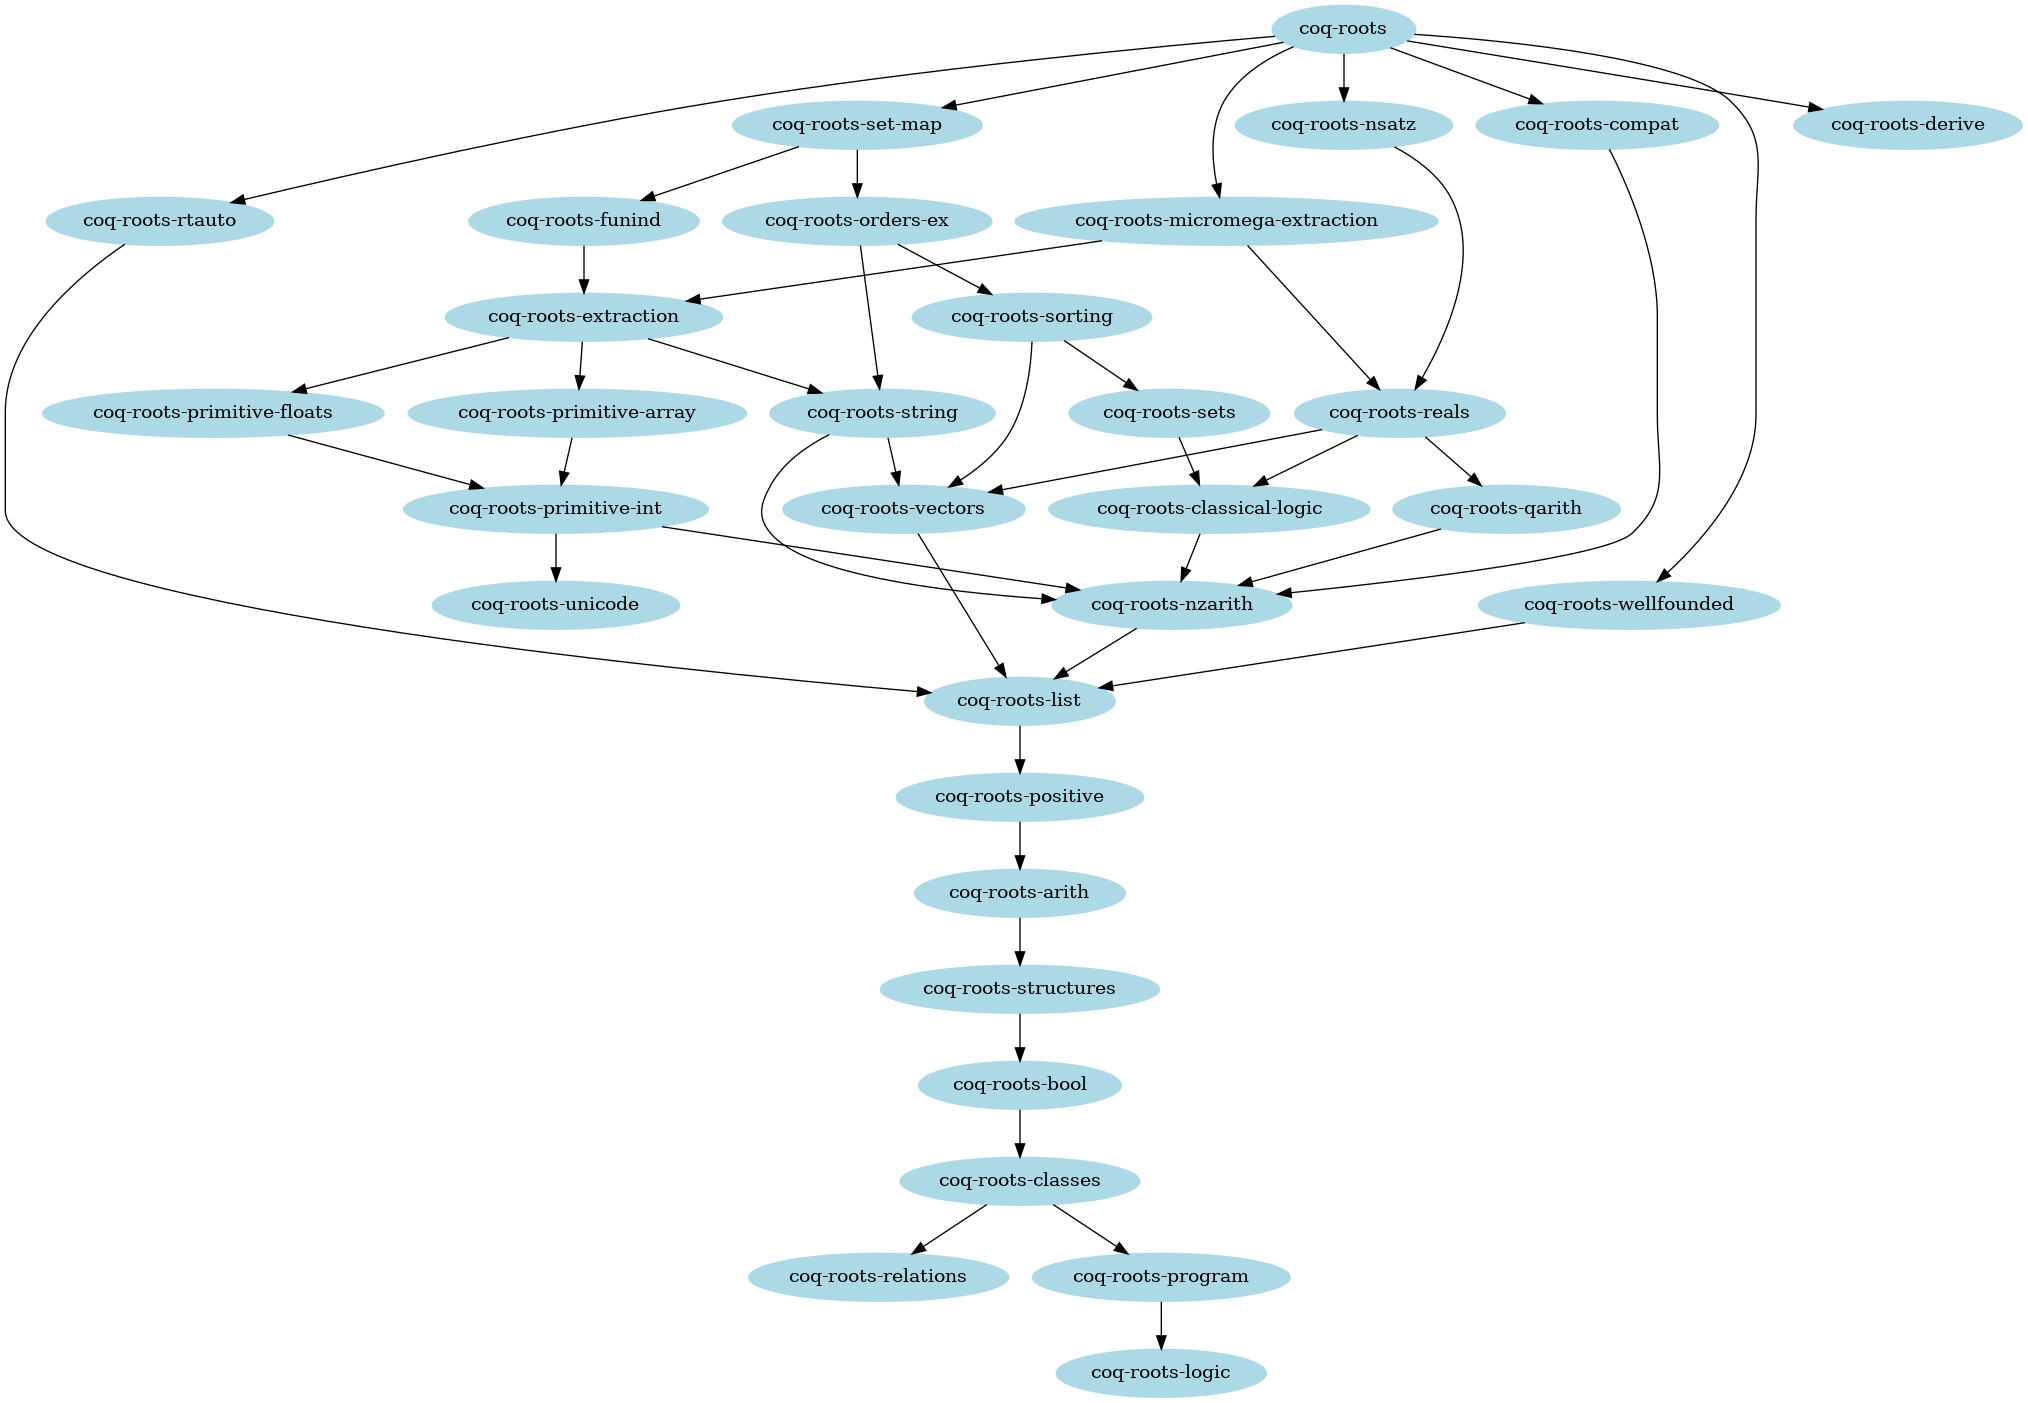 coq-roots
coq-roots-set-map
coq-roots-nsatz
coq-roots-compat
coq-roots-derive
coq-roots-rtauto
coq-roots-funind
coq-roots-orders-ex
coq-roots-micromega-extraction
coq-roots-extraction
coq-roots-sorting
coq-roots-primitive-floats
coq-roots-primitive-array
coq-roots-string
coq-roots-sets
coq-roots-reals
coq-roots-primitive-int
coq-roots-vectors
coq-roots-classical-logic
coq-roots-qarith
coq-roots-unicode
coq-roots-nzarith
coq-roots-wellfounded
coq-roots-list
coq-roots-positive
coq-roots-arith
coq-roots-structures
coq-roots-bool
coq-roots-classes
coq-roots-relations
coq-roots-program
coq-roots-logic